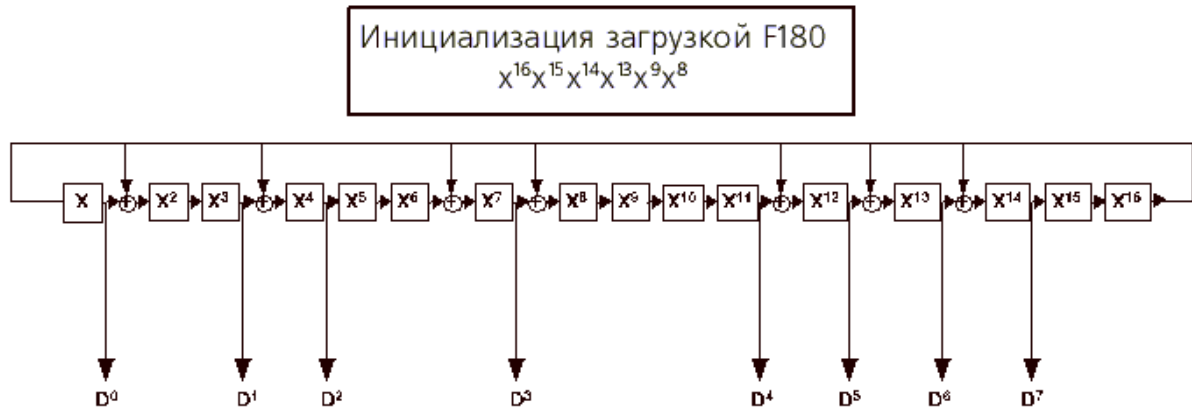 Инициализация загрузкой F180
X¹⁶X¹⁵X¹⁴X¹³X⁹X⁸
X X² X³ X⁴ X⁵ X⁶ X⁷ X⁸ X⁹ X¹⁰ X¹¹ X¹² X¹³ X¹⁴ X¹⁵ X¹⁶
D⁰ D¹ D² D³ D⁴ D⁵ D⁶ D⁷